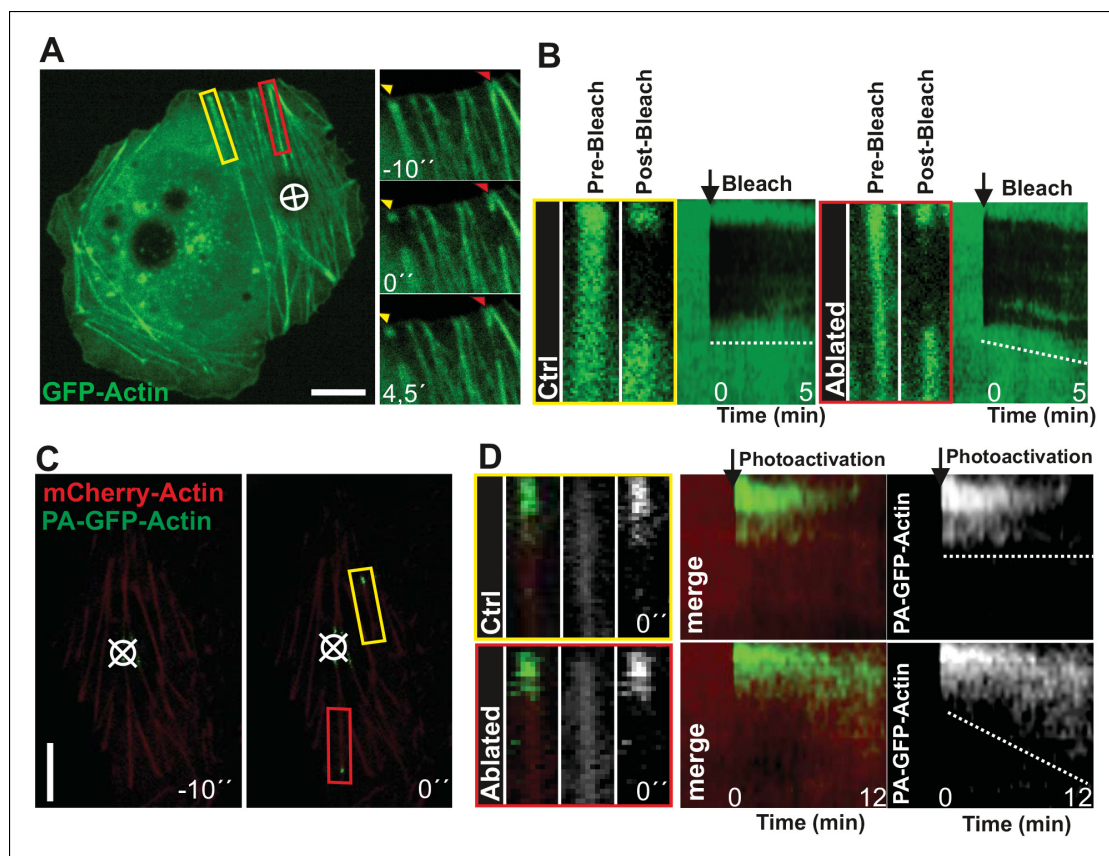 A
-10´´
0´´
4,5´
GFP-Actin
B
Pre-Bleach
Post-Bleach
Bleach
Ctrl
0
5
Time (min)
Pre-Bleach
Post-Bleach
Bleach
Ablated
0
5
Time (min)
C
mCherry-Actin
PA-GFP-Actin
-10´´
0´´
D
Photoactivation
Photoactivation
Ctrl
0´´
merge
PA-GFP-Actin
Ablated
0´´
merge
0
12
Time (min)
PA-GFP-Actin
0
12
Time (min)